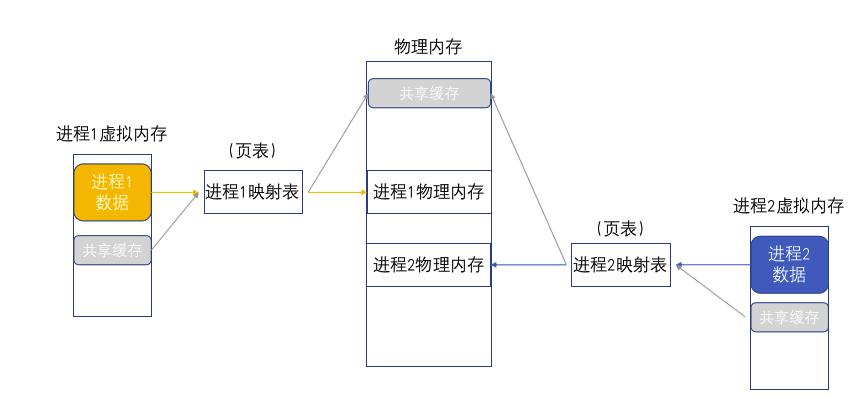 物理内存
共享缓存
进程1虚拟内存
(页表)
进程1
数据
进程1映射表
进程1物理内存
共享缓存
进程2虚拟内存
(页表)
进程2物理内存
进程2映射表
进程2
数据
共享缓存